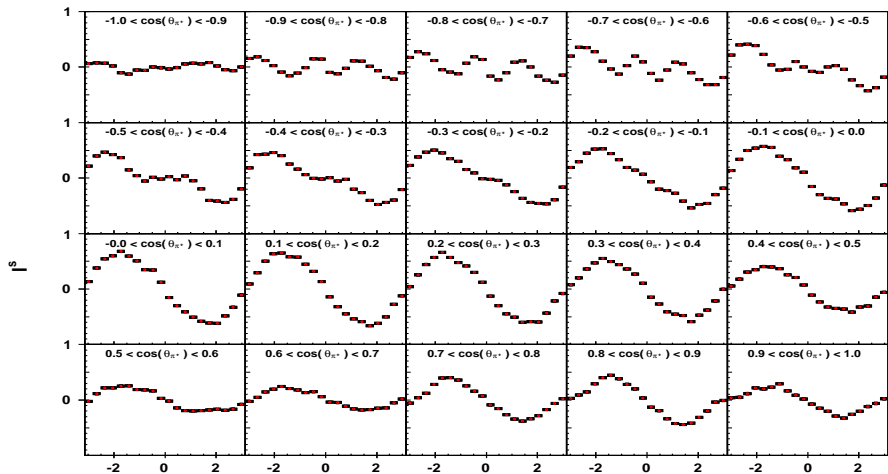 1 -1.0 < cos(θπ+) < -0.9 -0.9 < cos(θπ+) < -0.8 -0.8 < cos(θπ+) < -0.7 -0.7 < cos(θπ+) < -0.6 -0.6 < cos(θπ+) < -0.5
0
1 -0.5 < cos(θπ+) < -0.4 -0.4 < cos(θπ+) < -0.3 -0.3 < cos(θπ+) < -0.2 -0.2 < cos(θπ+) < -0.1 -0.1 < cos(θπ+) < 0.0
0
1 -0.0 < cos(θπ+) < 0.1 0.1 < cos(θπ+) < 0.2 0.2 < cos(θπ+) < 0.3 0.3 < cos(θπ+) < 0.4 0.4 < cos(θπ+) < 0.5
Is
0
1 0.5 < cos(θπ+) < 0.6 0.6 < cos(θπ+) < 0.7 0.7 < cos(θπ+) < 0.8 0.8 < cos(θπ+) < 0.9 0.9 < cos(θπ+) < 1.0
0
-2 0 2 -2 0 2 -2 0 2 -2 0 2 -2 0 2